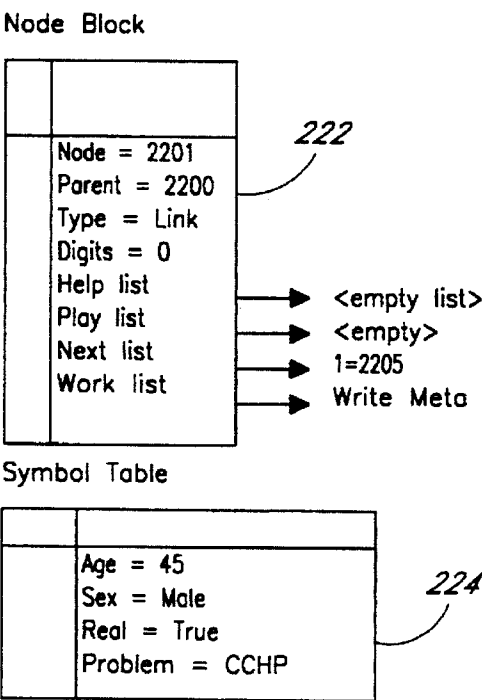 Node Block
222
Node = 2201
Parent = 2200
Type = Link
Digits = 0
Help list
<empty list>
Play list
<empty>
Next list
1=2205
Work list
Write Meta
Symbol Table
224
Age = 45
Sex = Male
Real = True
Problem = CCHP